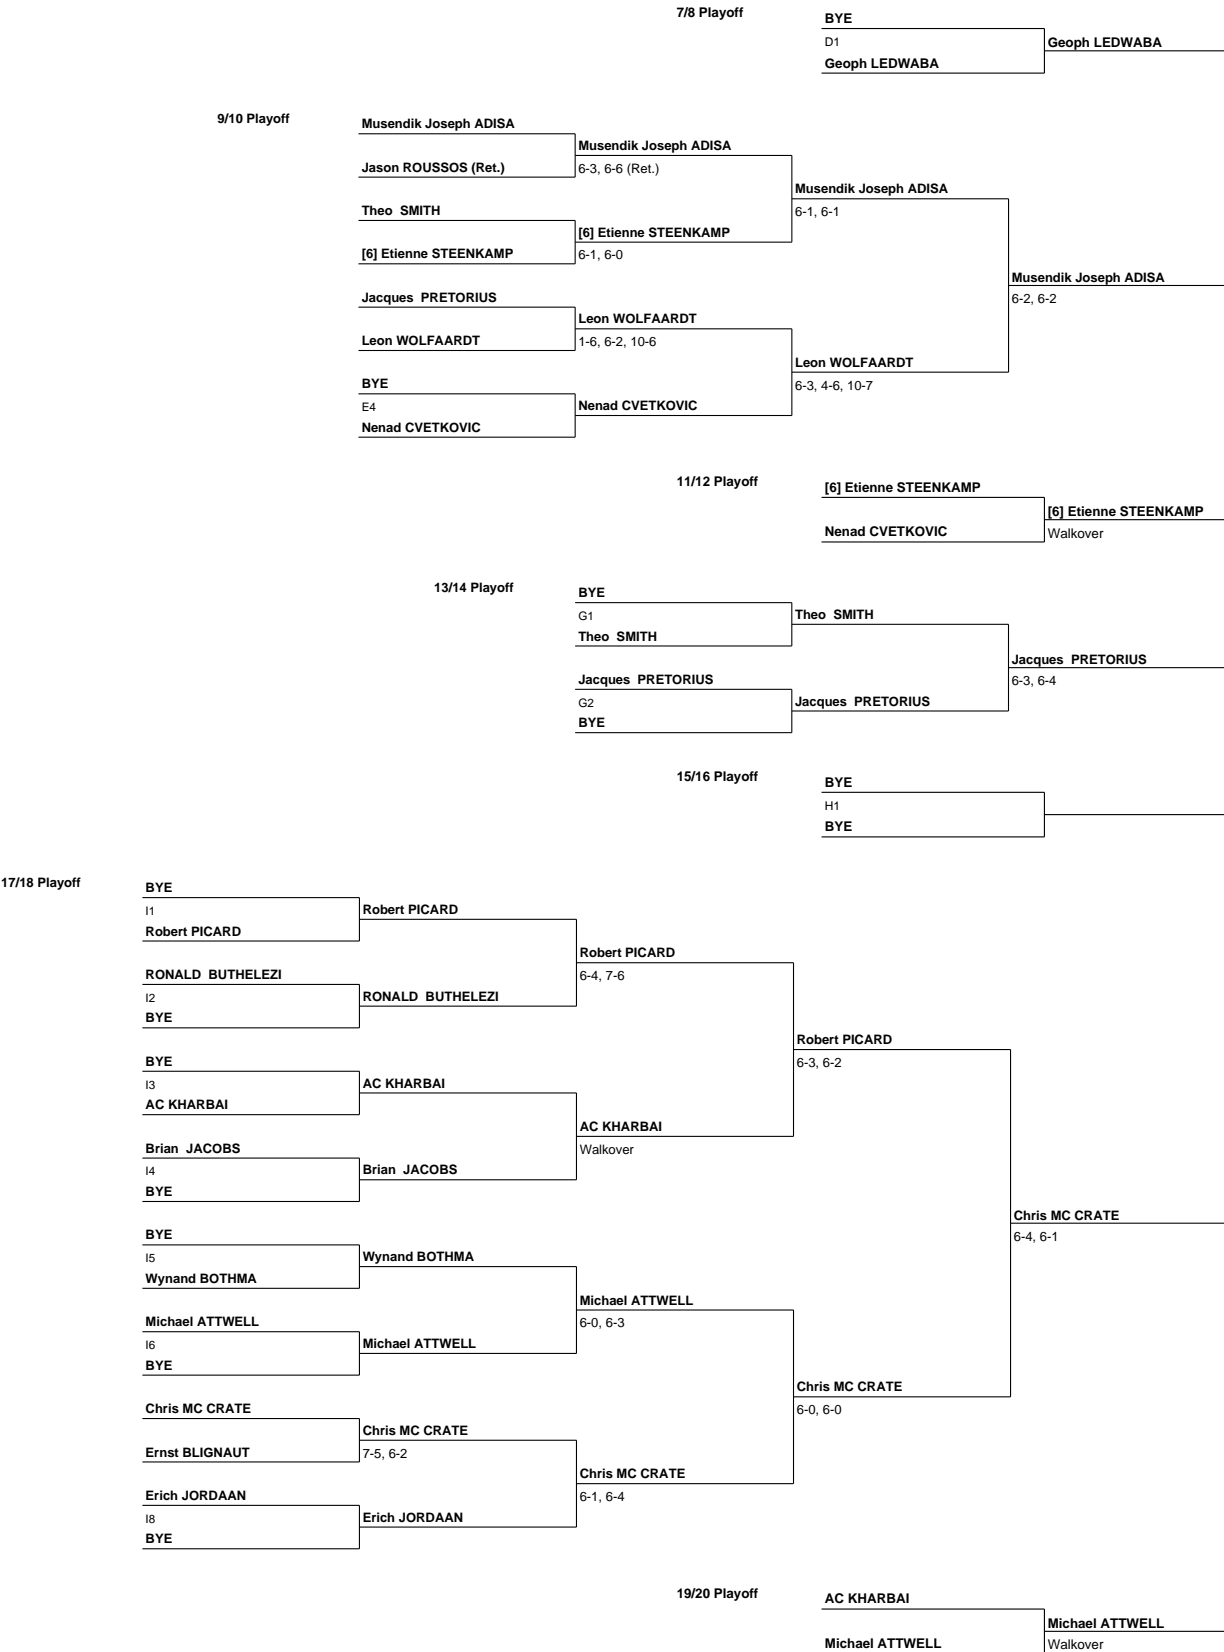 7/8 Playoff
BYE
D1
Geoph LEDWABA
Geoph LEDWABA
9/10 Playoff
Musendik Joseph ADISA
Musendik Joseph ADISA
Jason ROUSSOS (Ret.)
6-3, 6-6 (Ret.)
Musendik Joseph ADISA
Theo SMITH
6-1, 6-1
[6] Etienne STEENKAMP
[6] Etienne STEENKAMP
6-1, 6-0
Musendik Joseph ADISA
Jacques PRETORIUS
6-2, 6-2
Leon WOLFAARDT
Leon WOLFAARDT
1-6, 6-2, 10-6
Leon WOLFAARDT
BYE
6-3, 4-6, 10-7
E4
Nenad CVETKOVIC
Nenad CVETKOVIC
11/12 Playoff
[6] Etienne STEENKAMP
[6] Etienne STEENKAMP
Nenad CVETKOVIC
Walkover
13/14 Playoff
BYE
G1
Theo SMITH
Theo SMITH
Jacques PRETORIUS
Jacques PRETORIUS
6-3, 6-4
G2
Jacques PRETORIUS
BYE
15/16 Playoff
BYE
H1
BYE
17/18 Playoff
BYE
I1
Robert PICARD
Robert PICARD
Robert PICARD
RONALD BUTHELEZI
6-4, 7-6
I2
RONALD BUTHELEZI
BYE
Robert PICARD
BYE
6-3, 6-2
I3
AC KHARBAI
AC KHARBAI
AC KHARBAI
Brian JACOBS
Walkover
I4
Brian JACOBS
BYE
Chris MC CRATE
BYE
6-4, 6-1
I5
Wynand BOTHMA
Wynand BOTHMA
Michael ATTWELL
Michael ATTWELL
6-0, 6-3
I6
Michael ATTWELL
BYE
Chris MC CRATE
Chris MC CRATE
6-0, 6-0
Chris MC CRATE
Ernst BLIGNAUT
7-5, 6-2
Chris MC CRATE
Erich JORDAAN
6-1, 6-4
I8
Erich JORDAAN
BYE
19/20 Playoff
AC KHARBAI
Michael ATTWELL
Michael ATTWELL
Walkover